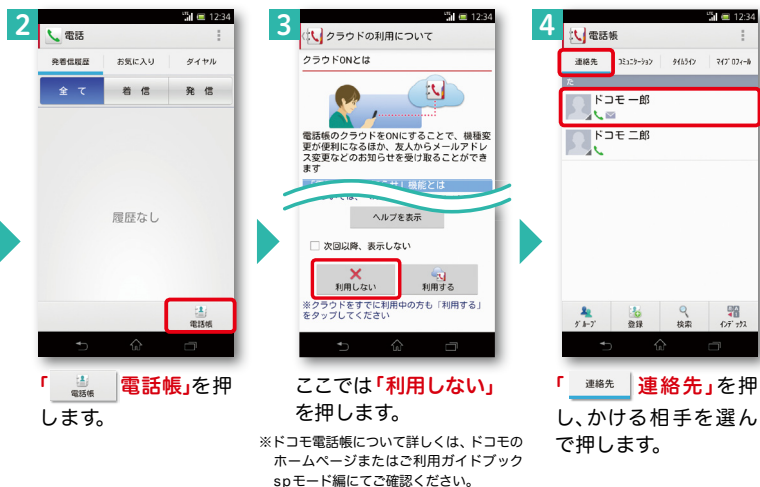 2
LTE 12:34
電話
発着信履歴 お気に入り ダイヤル
全て 着信 発信
履歴なし
電話帳
「 電話帳 電話帳」を押
します。
3
LTE 12:34
クラウドの利用について
クラウドONとは
電話帳のクラウドをONにすることで、機種変
更が便利になるほか、友人からメールアドレ
ス変更などのお知らせを受け取ることができ
ます
機能とは
ヘルプを表示
次回以降、表示しない
利用しない 利用する
※クラウドをすでに利用中の方も「利用する」
をタップしてください
ここでは「利用しない」
を押します。
※ドコモ電話帳について詳しくは、ドコモの
ホームページまたはご利用ガイドブック
spモード編にてご確認ください。
4
LTE 12:34
電話帳
連絡先 コミュニケーション タイムライン マイプロフィール
た
ドコモ 一郎
ドコモ 二郎
グループ 登録 検索 インデックス
「 連絡先 連絡先」を押
し、かける相手を選ん
で押します。